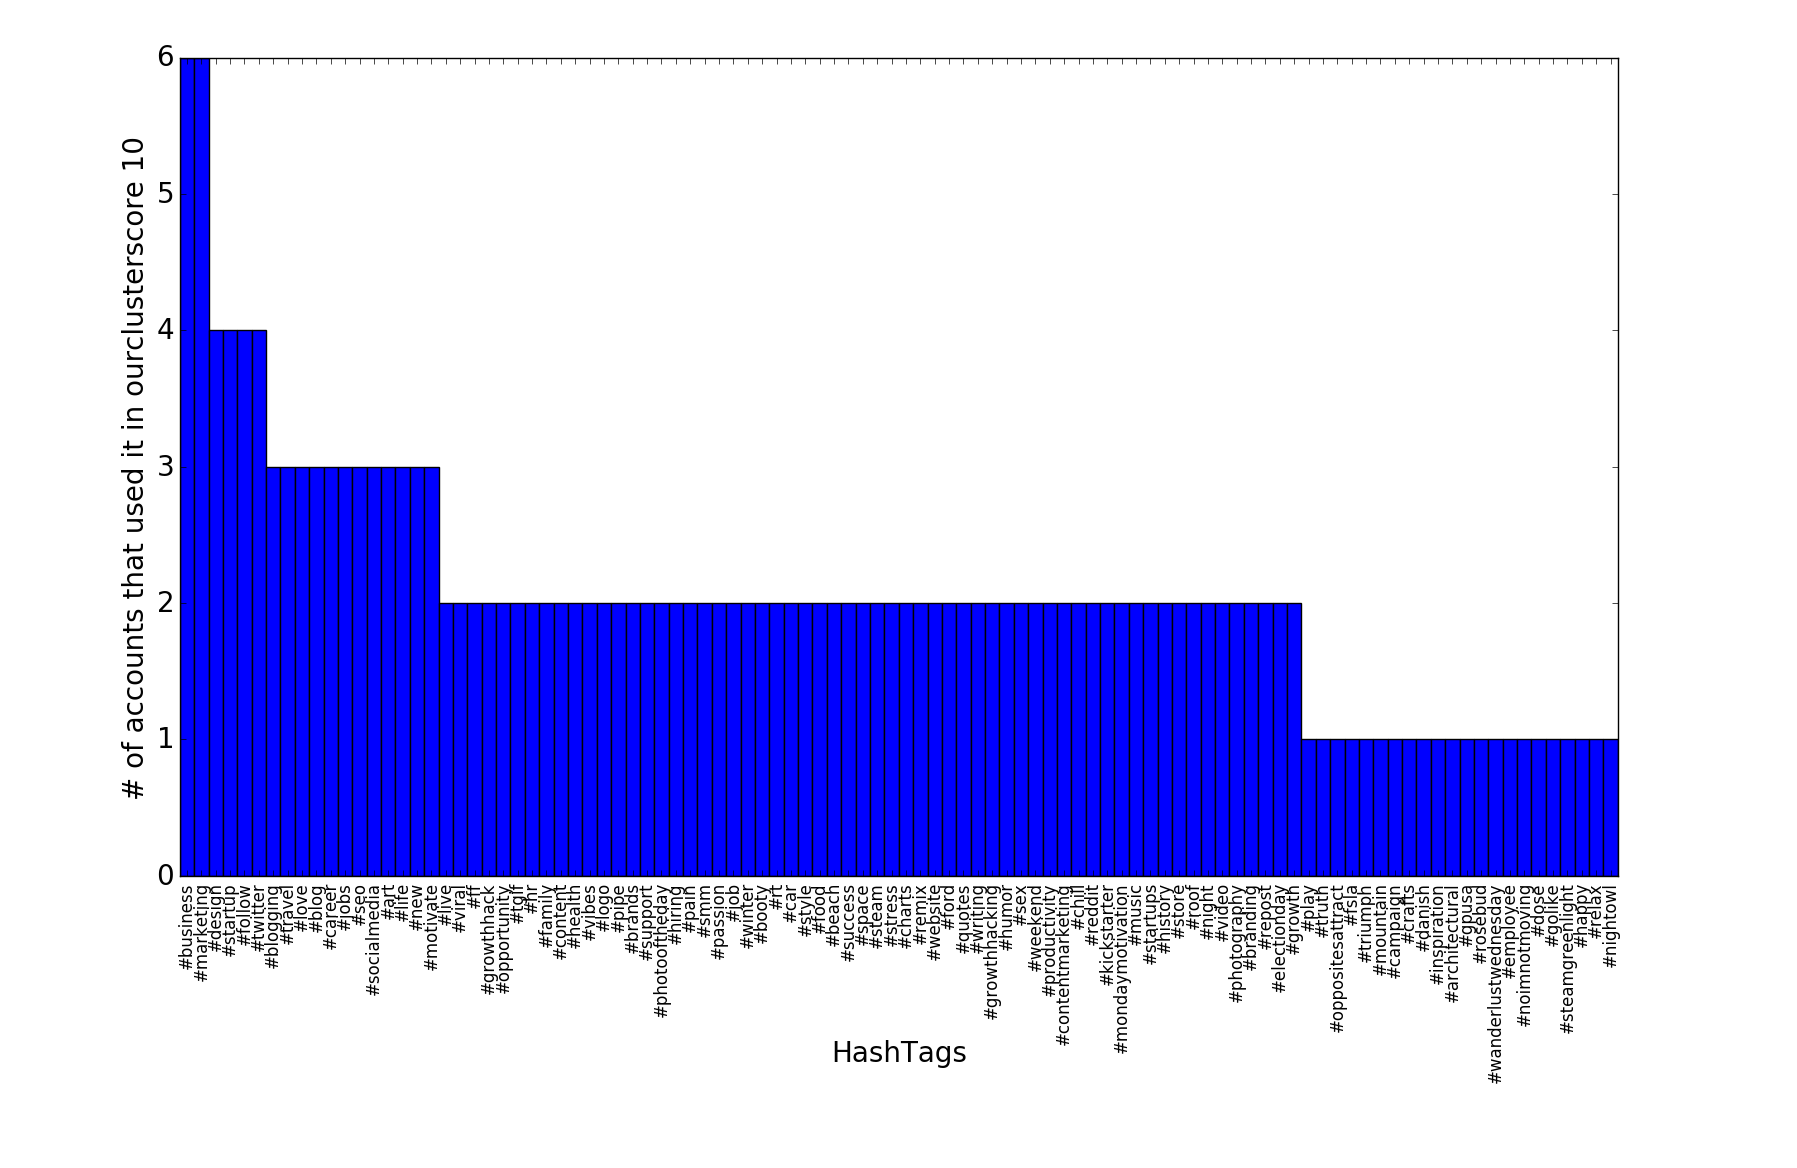 # of accounts that used it in ourclusterscore 10
6
5
4
3
2
1
0
#business
#marketing
#design
#startup
#follow
#twitter
#blogging
#travel
#love
#blog
#career
#jobs
#seo
#socialmedia
#art
#life
#new
#motivate
#live
#viral
#ff
#growthhack
#opportunity
#tgif
#hr
#family
#content
#health
#vibes
#logo
#pipe
#brands
#support
#photooftheday
#hiring
#pain
#smm
#passion
#job
#winter
#booty
#rt
#car
#style
#food
#beach
#success
#space
#steam
#stress
#charts
#remix
#website
#ford
#quotes
#writing
#growthhacking
#humor
#sex
#weekend
#productivity
#contentmarketing
#chill
#reddit
#kickstarter
#mondaymotivation
#music
#startups
#history
#store
#roof
#night
#video
#photography
#branding
#repost
#electionday
#growth
#play
#truth
#oppositesattract
#fsla
#triumph
#mountain
#campaign
#crafts
#danish
#inspiration
#architectural
#gousa
#rosebud
#wanderlustwednesday
#employee
#noimnotmoving
#dose
#golike
#steamgreenlight
#happy
#relax
#nightowl
HashTags